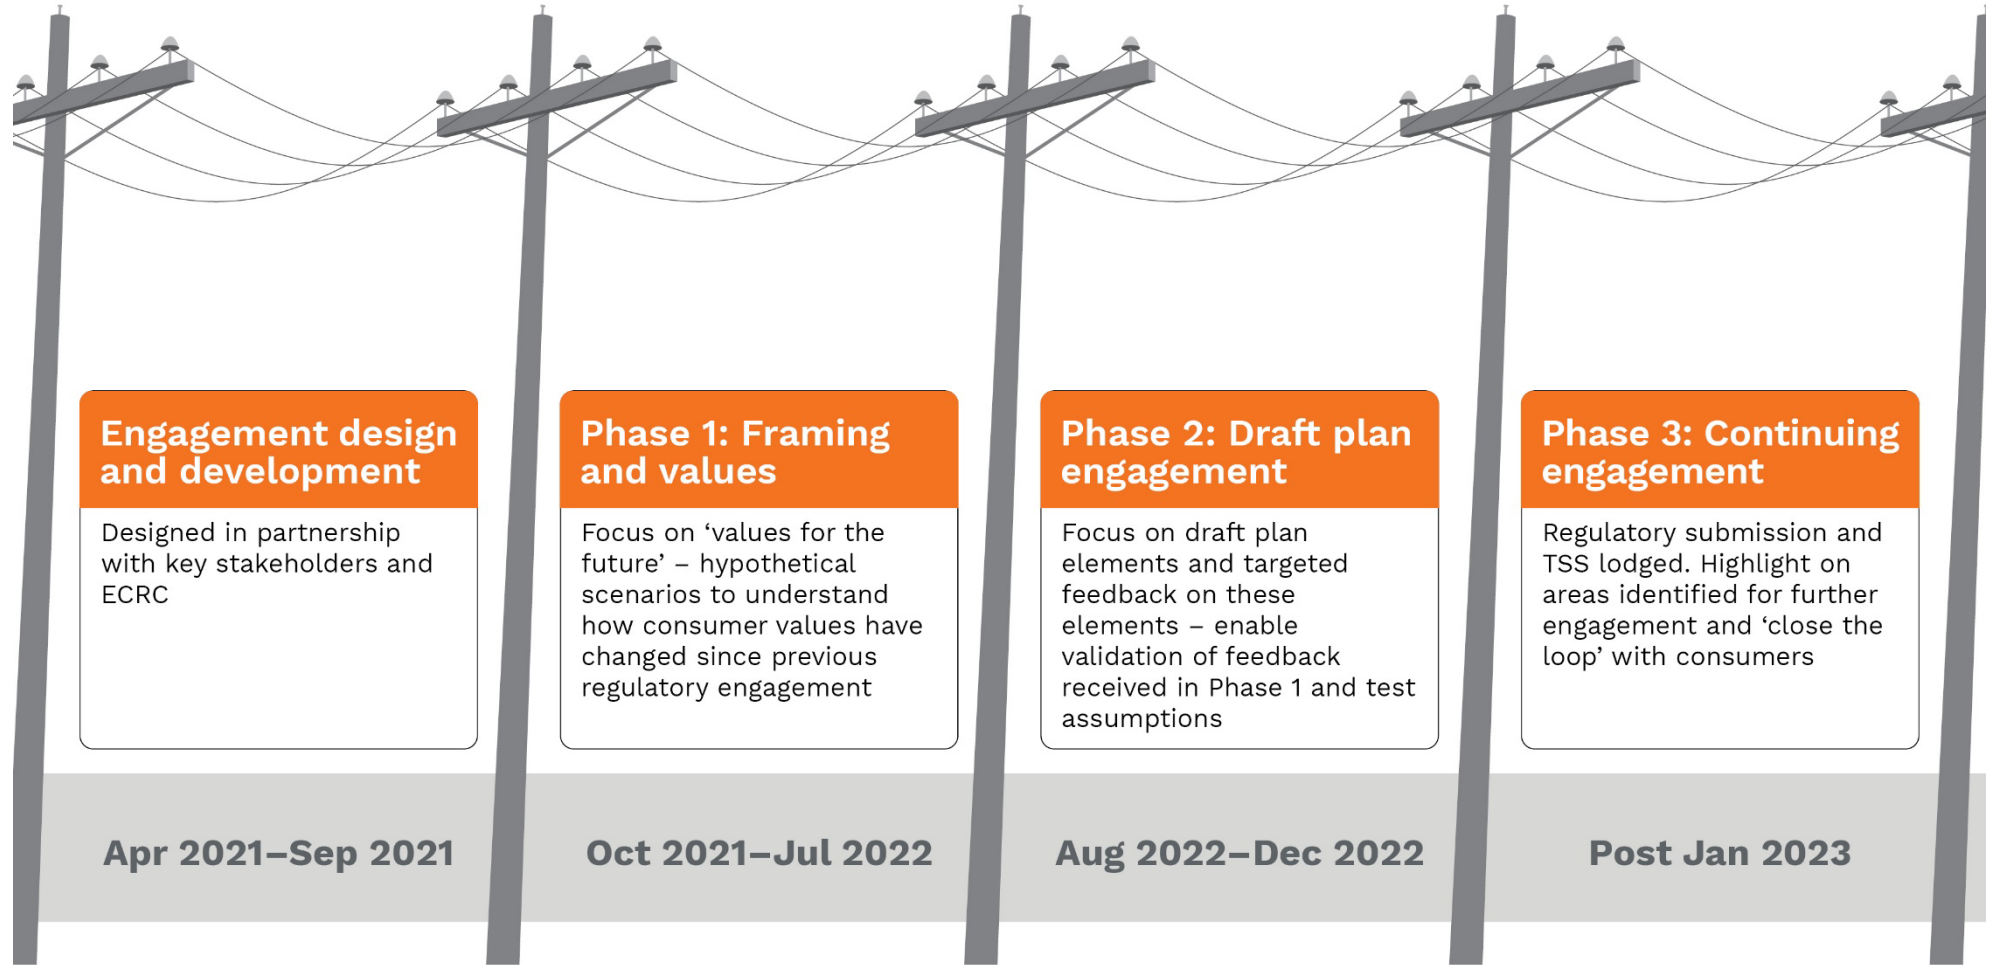 Engagement design
and development
Designed in partnership
with key stakeholders and
ECRC
Apr 2021–Sep 2021
Phase 1: Framing
and values
Focus on ‘values for the
future’ – hypothetical
scenarios to understand
how consumer values have
changed since previous
regulatory engagement
Oct 2021–Jul 2022
Phase 2: Draft plan
engagement
Focus on draft plan
elements and targeted
feedback on these
elements – enable
validation of feedback
received in Phase 1 and test
assumptions
Aug 2022–Dec 2022
Phase 3: Continuing
engagement
Regulatory submission and
TSS lodged. Highlight on
areas identified for further
engagement and ‘close the
loop’ with consumers
Post Jan 2023